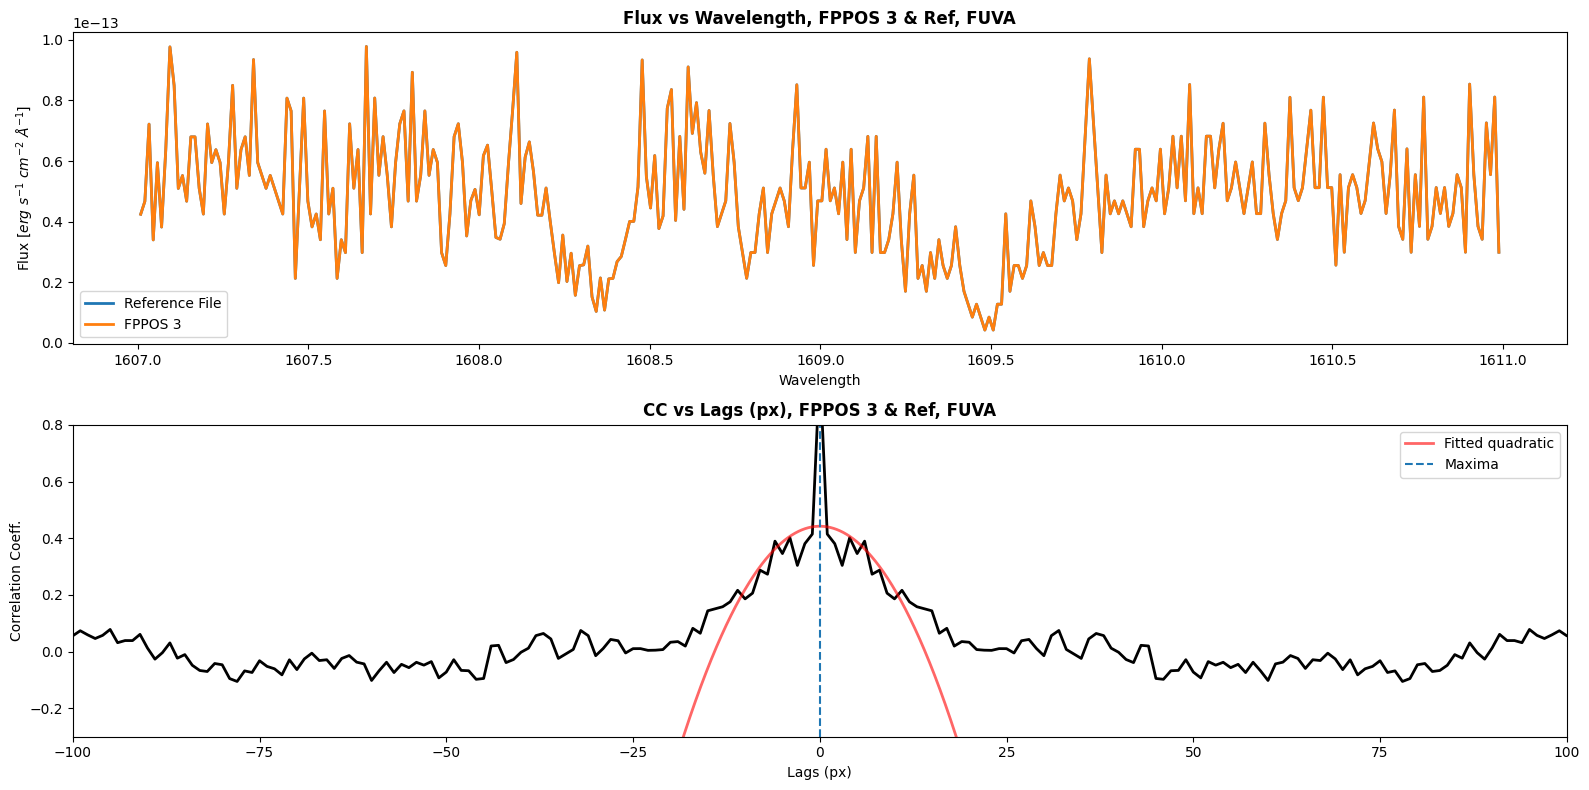 Flux vs Wavelength, FPPOS 3 & Ref, FUVA
1e−13
1.0
0.8
0.6
0.4
0.2
0.0
Flux [erg s⁻¹ cm⁻² Å⁻¹]
Reference File
FPPOS 3
1607.0 1607.5 1608.0 1608.5 1609.0 1609.5 1610.0 1610.5 1611.0
Wavelength
CC vs Lags (px), FPPOS 3 & Ref, FUVA
0.8
0.6
0.4
0.2
0.0
−0.2
Correlation Coeff.
Fitted quadratic
Maxima
−100 −75 −50 −25 0 25 50 75 100
Lags (px)